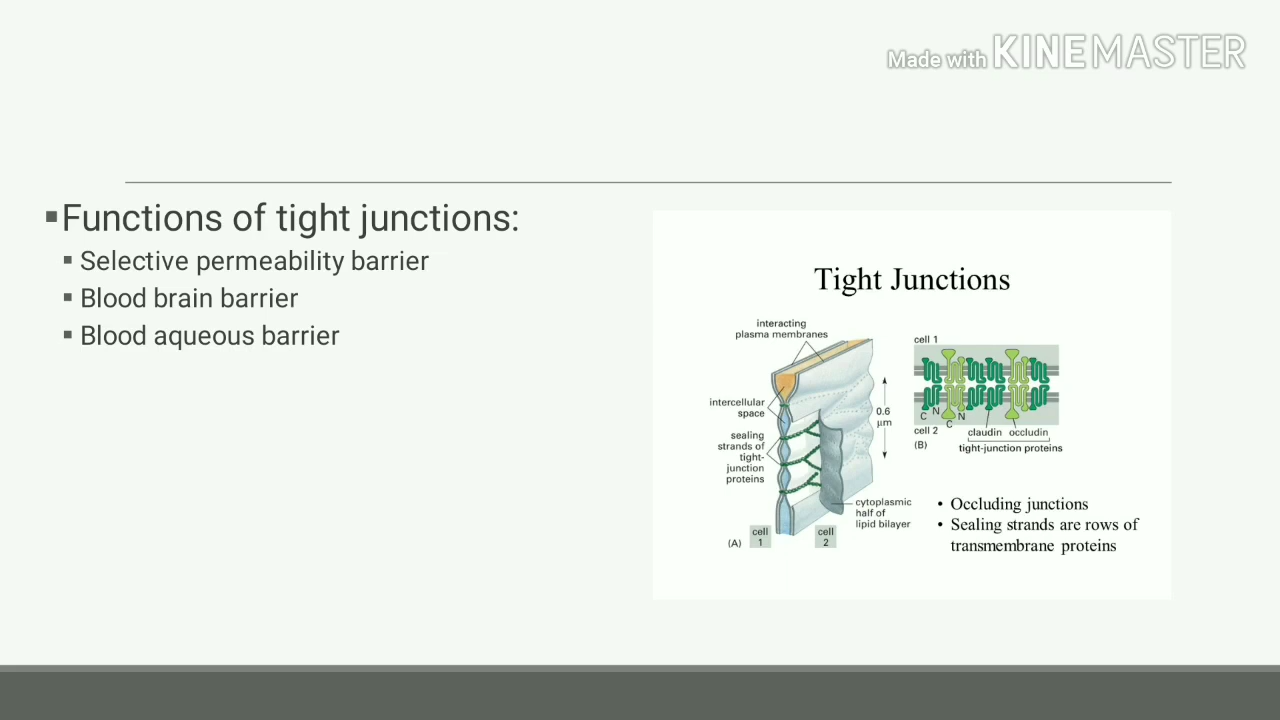 Made with KINEMASTER
▪Functions of tight junctions:
▪ Selective permeability barrier
▪ Blood brain barrier
▪ Blood aqueous barrier
Tight Junctions
interacting
plasma membranes
intercellular
space
sealing
strands of
tight-
junction
proteins
0.6
µm
cytoplasmic
half of
lipid bilayer
(A)
cell
1
cell
2
cell 1
C N
C N
cell 2
(B)
claudin occludin
tight-junction proteins
• Occluding junctions
• Sealing strands are rows of
transmembrane proteins